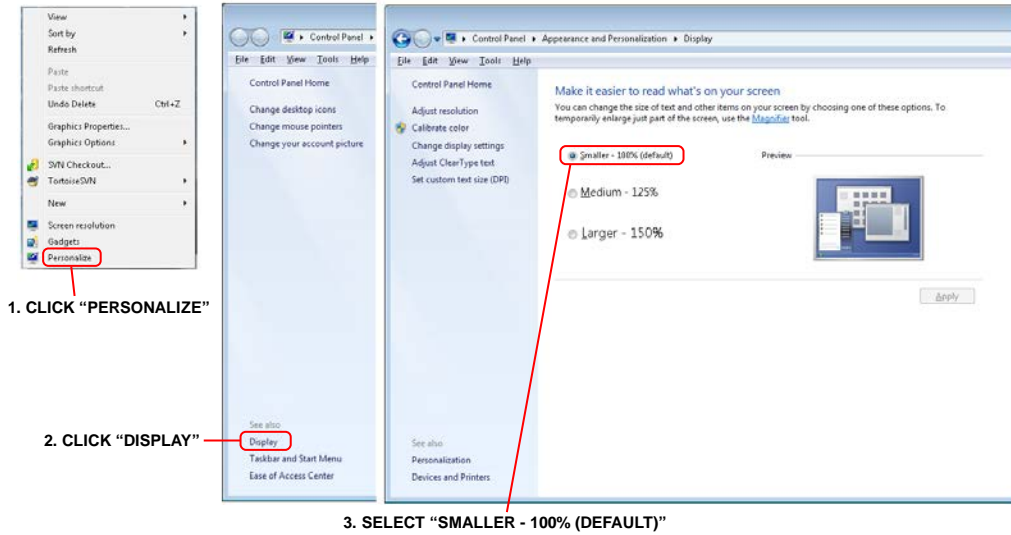 View
Sort by
Refresh
Paste
Paste shortcut
Undo Delete Ctrl+Z
Graphics Properties...
Graphics Options
SVN Checkout...
TortoiseSVN
New
Screen resolution
Gadgets
Personalize
1. CLICK “PERSONALIZE”
Control Panel
File Edit View Tools Help
Control Panel Home
Change desktop icons
Change mouse pointers
Change your account picture
See also
Display
Taskbar and Start Menu
Ease of Access Center
2. CLICK “DISPLAY”
Control Panel Appearance and Personalization Display
File Edit View Tools Help
Control Panel Home
Adjust resolution
Calibrate color
Change display settings
Adjust ClearType text
Set custom text size (DPI)
See also
Personalization
Devices and Printers
Make it easier to read what's on your screen
You can change the size of text and other items on your screen by choosing one of these options. To
temporarily enlarge just part of the screen, use the Magnifier tool.
Smaller - 100% (default)
Preview
Medium - 125%
Larger - 150%
Apply
3. SELECT “SMALLER - 100% (DEFAULT)”